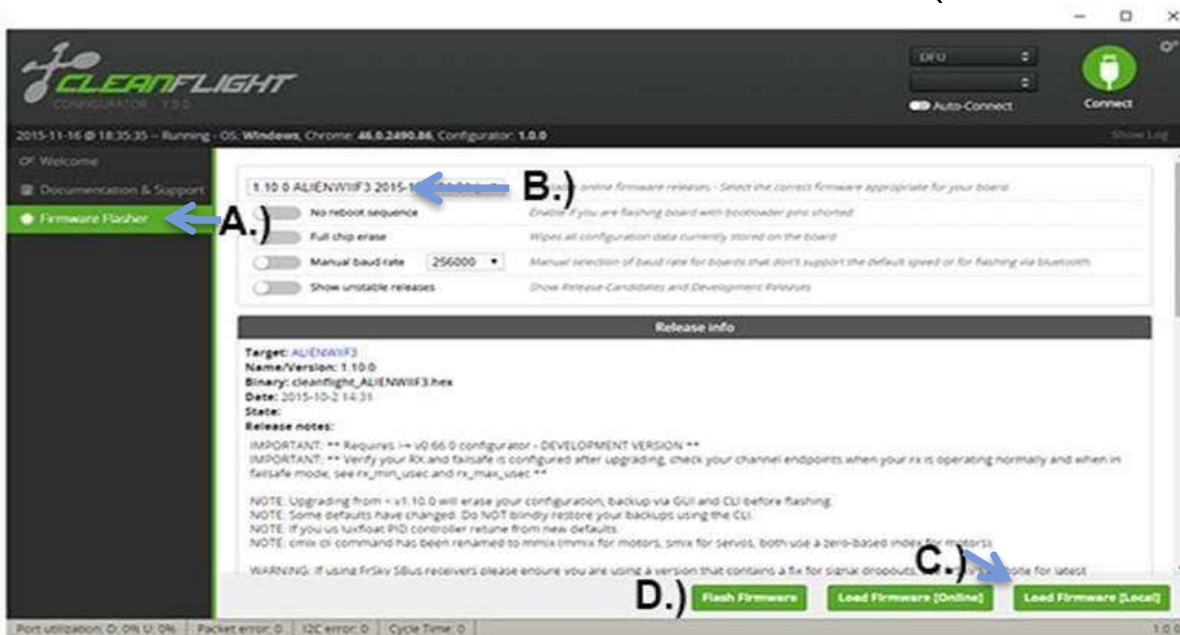 CLEANFLIGHT
CONFIGURATOR 1.0.0
DFU
Auto-Connect
Connect
2015-11-16 @ 18:35:35 -- Running - OS: Windows, Chrome: 46.0.2490.86, Configurator: 1.0.0
Show Log
Welcome
Documentation & Support
Firmware Flasher
A.)
1.10.0 ALIENWIIF3 2015-1
B.)
online firmware releases - Select the correct firmware appropriate for your board.
No reboot sequence
Enable if you are flashing board with bootloader pins shorted
Full chip erase
Wipes all configuration data currently stored on the board
Manual baud rate 256000
Manual selection of baud rate for boards that don't support the default speed or for flashing via bluetooth.
Show unstable releases
Show Release-Candidates and Development Releases
Release info
Target: ALIENWIIF3
Name/Version: 1.10.0
Binary: cleanflight_ALIENWIIF3.hex
Date: 2015-10-2 14:31
State:
Release notes:
IMPORTANT: ** Requires >= v0.66.0 configurator - DEVELOPMENT VERSION **
IMPORTANT: ** Verify your RX and failsafe is configured after upgrading, check your channel endpoints when your rx is operating normally and when in
failsafe mode, see rx_min_usec and rx_max_usec **
NOTE: Upgrading from < v1.10.0 will erase your configuration, backup via GUI and CLI before flashing.
NOTE: Some defaults have changed. Do NOT blindly restore your backups using the CLI.
NOTE: If you us luxfloat PID controller retune from new defaults.
NOTE: cmix cli command has been renamed to mmix (mmix for motors, smix for servos, both use a zero-based index for motors).
C.)
WARNING: If using FrSky SBus receivers please ensure you are using a version that contains a fix for signal dropouts, for latest
D.)
Flash Firmware
Load Firmware [Online]
Load Firmware [Local]
Port utilization: D: 0% U: 0%
Packet error: 0
I2C error: 0
Cycle Time: 0
1.0.0